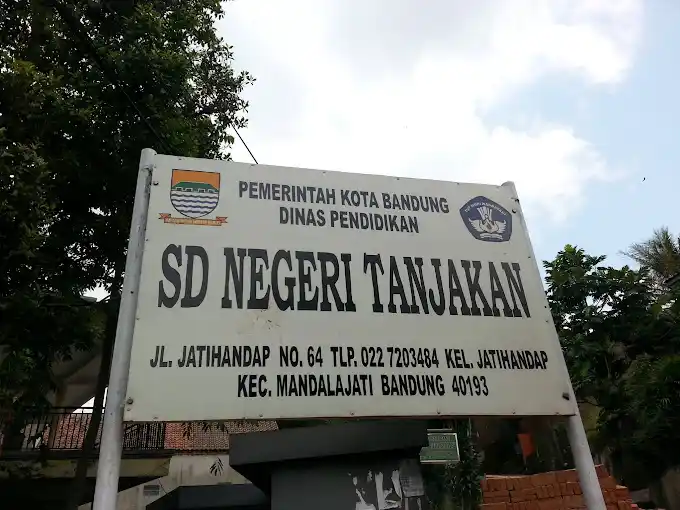 PEMERINTAH KOTA BANDUNG
DINAS PENDIDIKAN
SD NEGERI TANJAKAN
JL. JATIHANDAP NO. 64 TLP. 022 7203484 KEL. JATIHANDAP
KEC. MANDALAJATI BANDUNG 40193